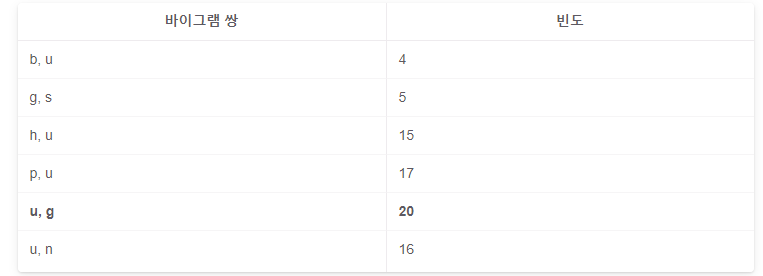 바이그램 쌍 빈도
b, u 4
g, s 5
h, u 15
p, u 17
u, g 20
u, n 16